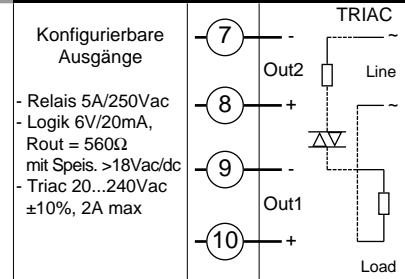 Konfigurierbare
Ausgänge
- Relais 5A/250Vac
- Logik 6V/20mA,
Rout = 560Ω
mit Speis. >18Vac/dc
- Triac 20...240Vac
±10%, 2A max
7
-
Out2
8
+
9
-
Out1
10
+
TRIAC
~
Line
~
Load